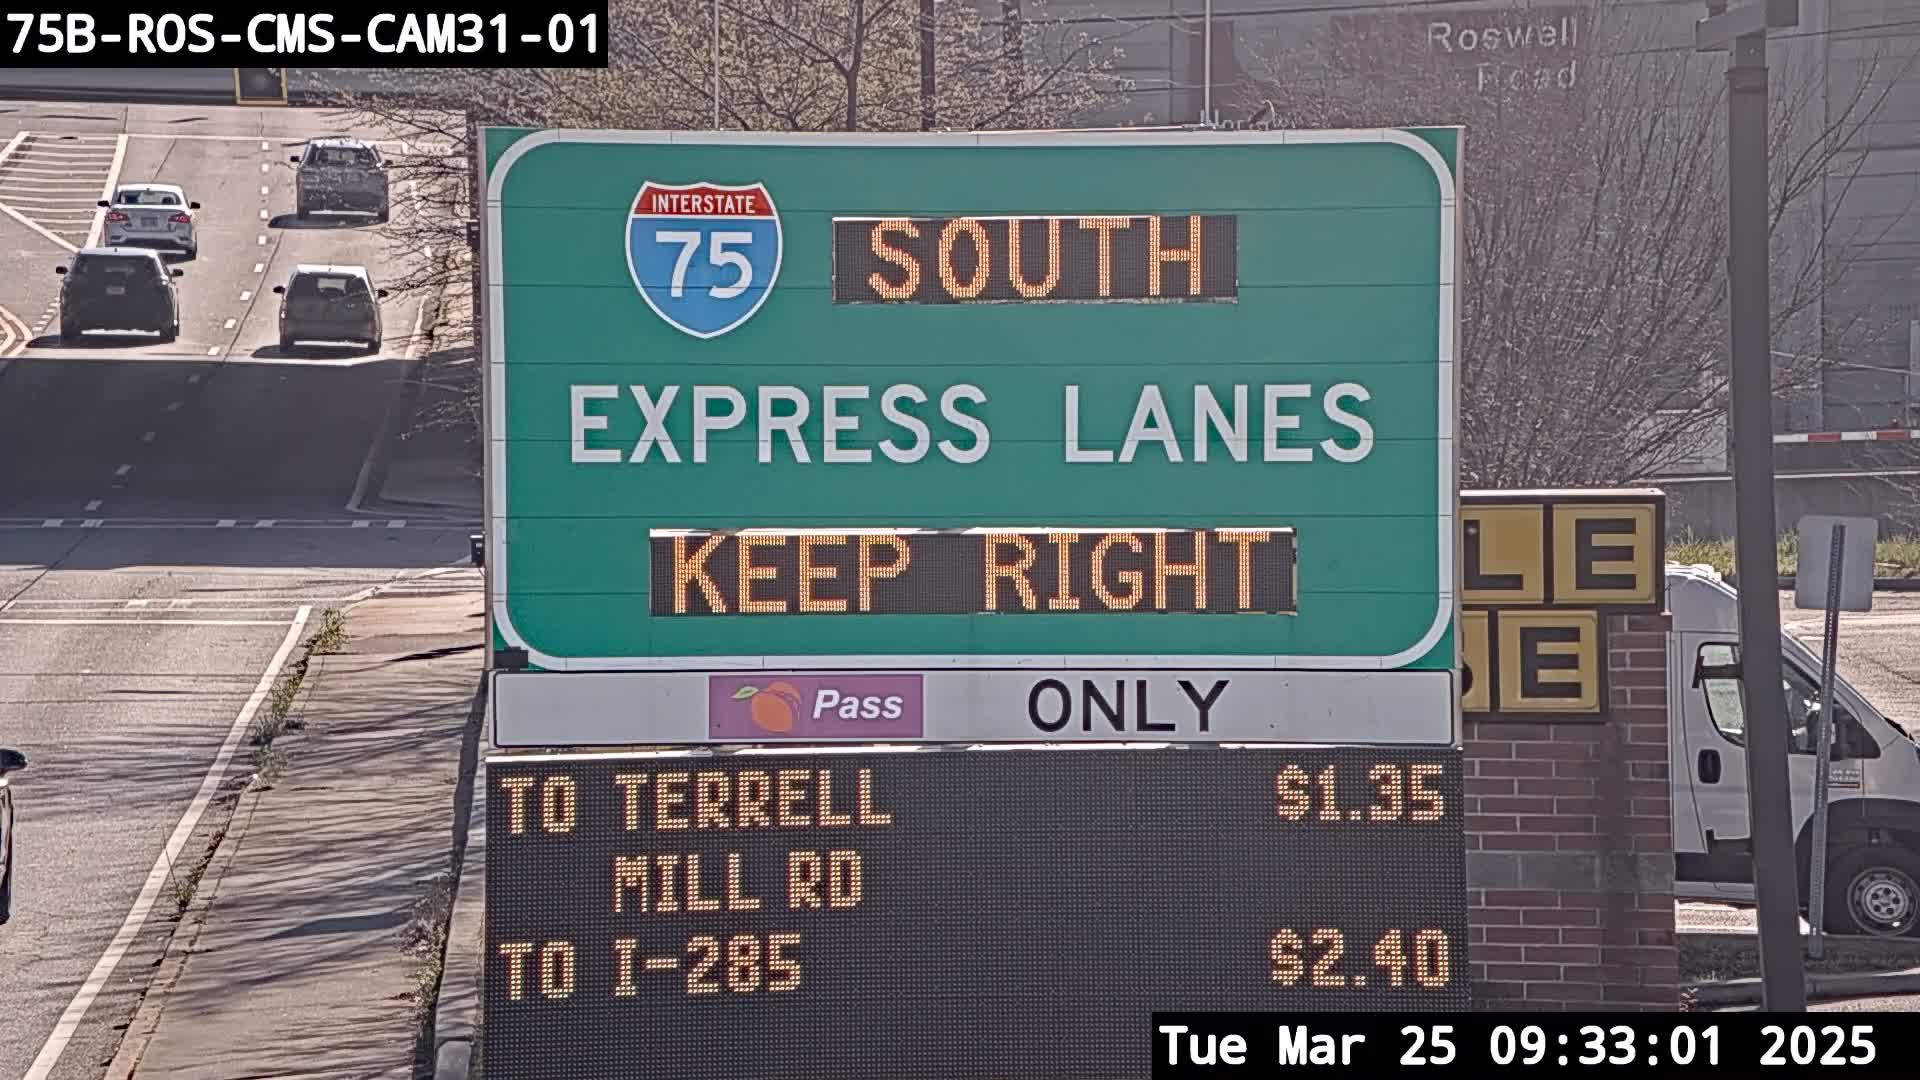 75B-ROS-CMS-CAM31-01
Roswell
Road
INTERSTATE
75
SOUTH
EXPRESS LANES
KEEP RIGHT
LE
E
Pass ONLY
TO TERRELL $1.35
MILL RD
TO I-285 $2.40
Tue Mar 25 09:33:01 2025